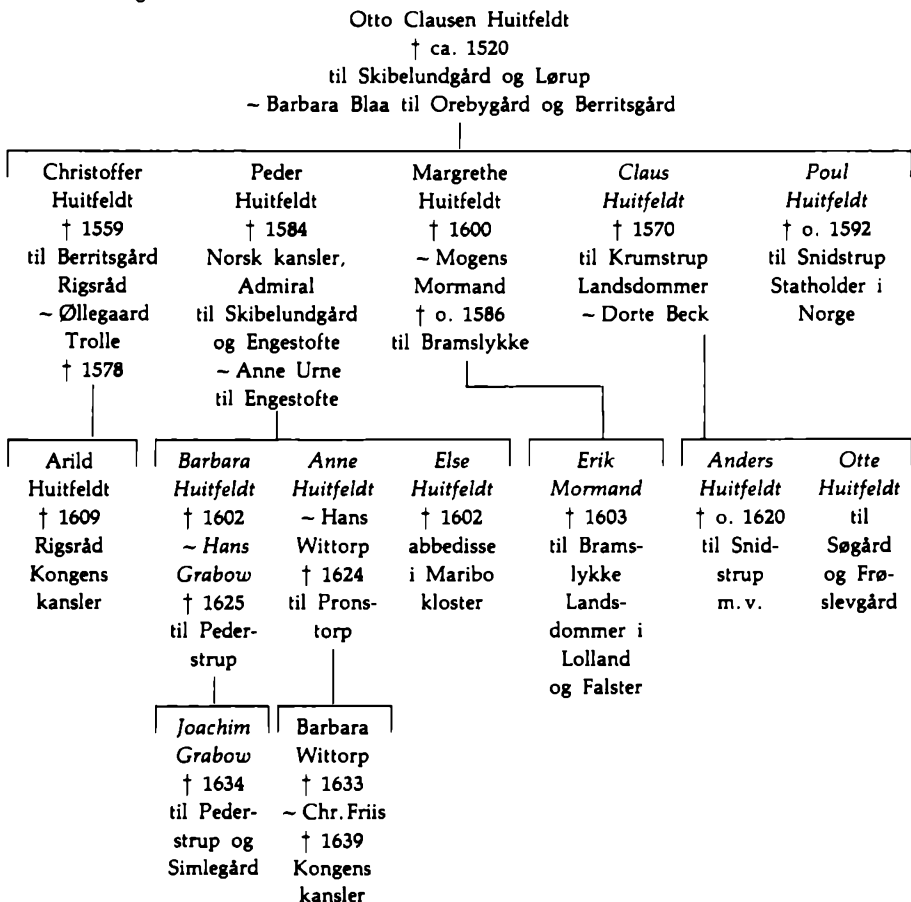 Otto Clausen Huitfeldt
† ca. 1520
til Skibelundgård og Lørup
~ Barbara Blaa til Orebygård og Berritsgård
Christoffer
Huitfeldt
† 1559
til Berritsgård
Rigsråd
~ Øllegaard
Trolle
† 1578
Peder
Huitfeldt
† 1584
Norsk kansler,
Admiral
til Skibelundgård
og Engestofte
~ Anne Urne
til Engestofte
Margrethe
Huitfeldt
† 1600
~ Mogens
Mormand
† o. 1586
til Bramslykke
Claus
Huitfeldt
† 1570
til Krumstrup
Landsdommer
~ Dorte Beck
Poul
Huitfeldt
† o. 1592
til Snidstrup
Statholder i
Norge
Arild
Huitfeldt
† 1609
Rigsråd
Kongens
kansler
Barbara
Huitfeldt
† 1602
~ Hans
Grabow
† 1625
til Peder-
strup
Anne
Huitfeldt
~ Hans
Wittorp
† 1624
til Prons-
torp
Else
Huitfeldt
† 1602
abbedisse
i Maribo
kloster
Erik
Mormand
† 1603
til Brams-
lykke
Lands-
dommer i
Lolland
og Falster
Anders
Huitfeldt
† o. 1620
til Snid-
strup
m. v.
Otte
Huitfeldt
til
Søgård
og Frø-
slevgård
Joachim
Grabow
† 1634
til Peder-
strup og
Simlegård
Barbara
Wittorp
† 1633
~ Chr. Friis
† 1639
Kongens
kansler